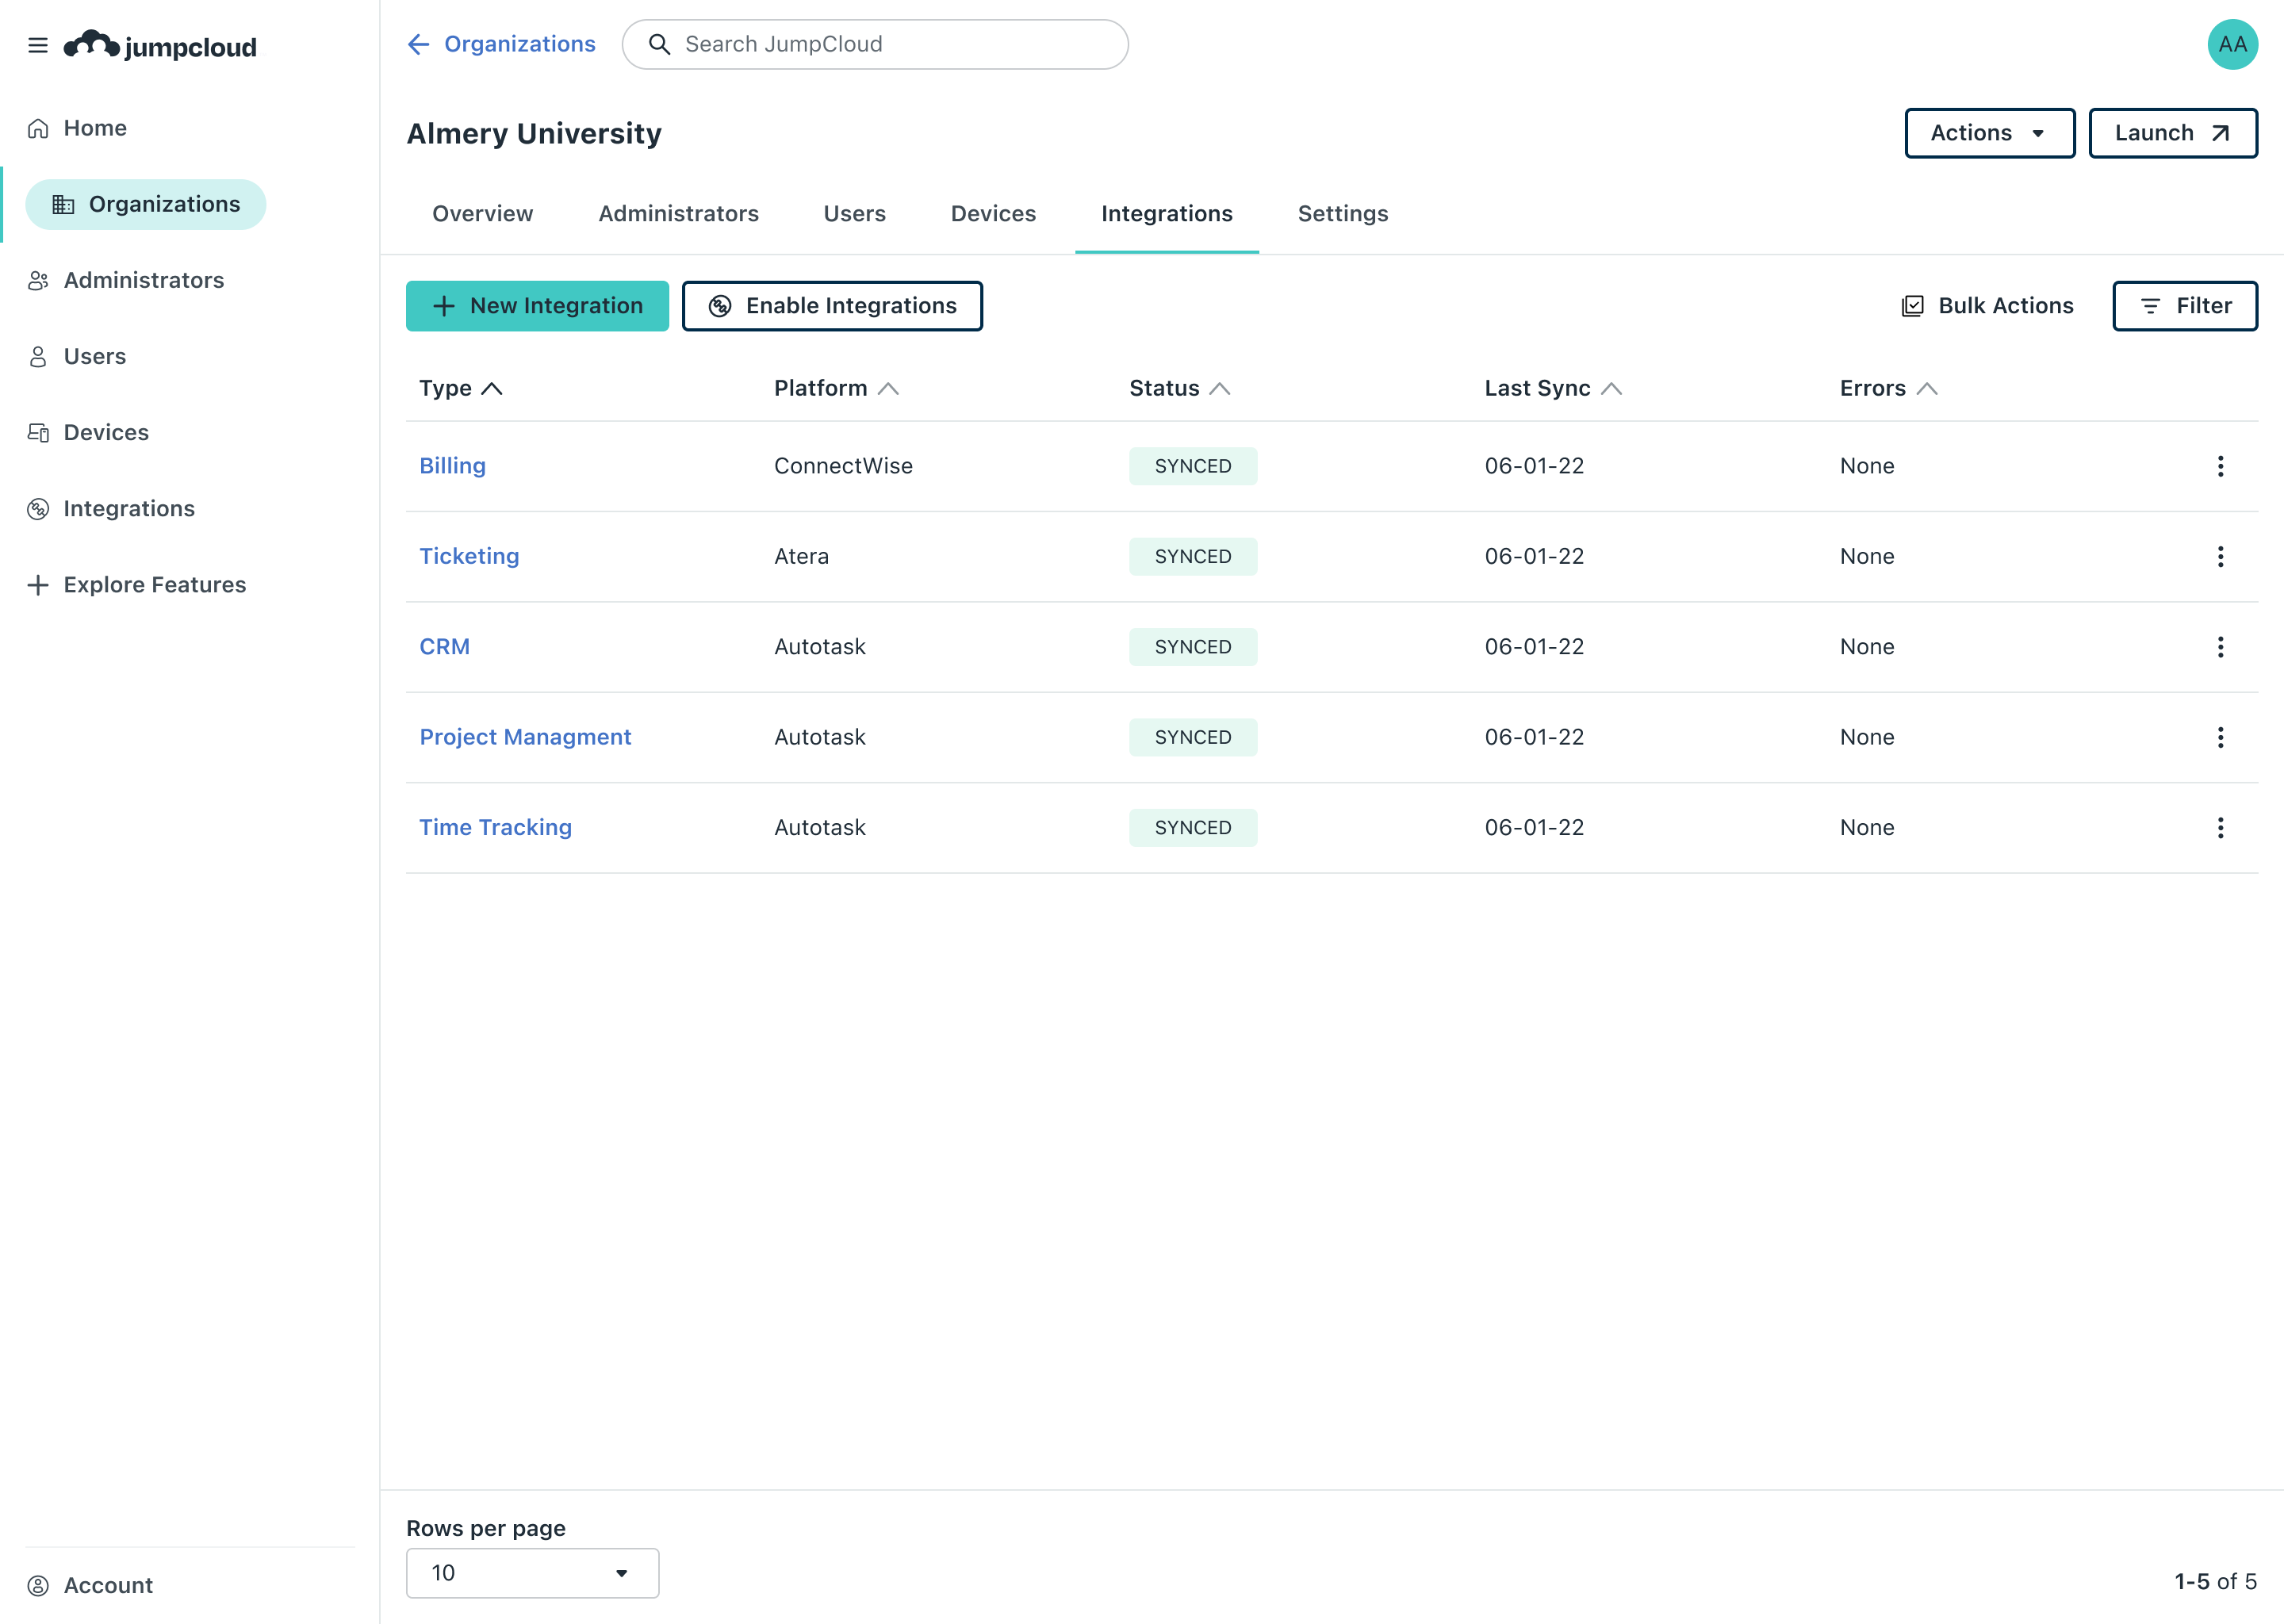 jumpcloud
Home
Organizations
Administrators
Users
Devices
Integrations
Explore Features
Account
Organizations
Search JumpCloud
AA
Almery University
Actions
Launch
Overview Administrators Users Devices Integrations Settings
New Integration Enable Integrations Bulk Actions Filter
Type Platform Status Last Sync Errors
Billing ConnectWise SYNCED 06-01-22 None
Ticketing Atera SYNCED 06-01-22 None
CRM Autotask SYNCED 06-01-22 None
Project Managment Autotask SYNCED 06-01-22 None
Time Tracking Autotask SYNCED 06-01-22 None
Rows per page
10
1-5 of 5